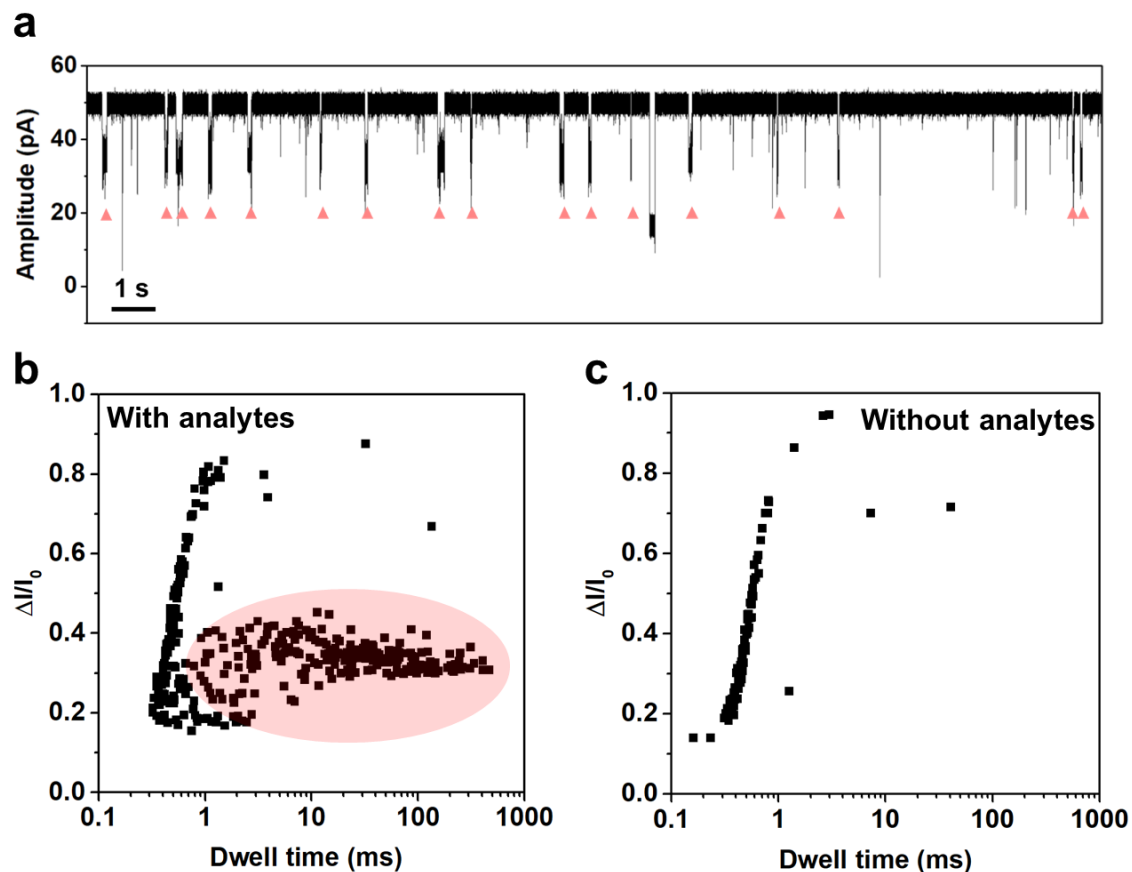 a
60
40
20
0
Amplitude (pA)
1 s
b
With analytes
1.0
0.8
0.6
0.4
0.2
0.0
ΔI/I₀
0.1 1 10 100 1000
Dwell time (ms)
c
Without analytes
1.0
0.8
0.6
0.4
0.2
0.0
ΔI/I₀
0.1 1 10 100 1000
Dwell time (ms)